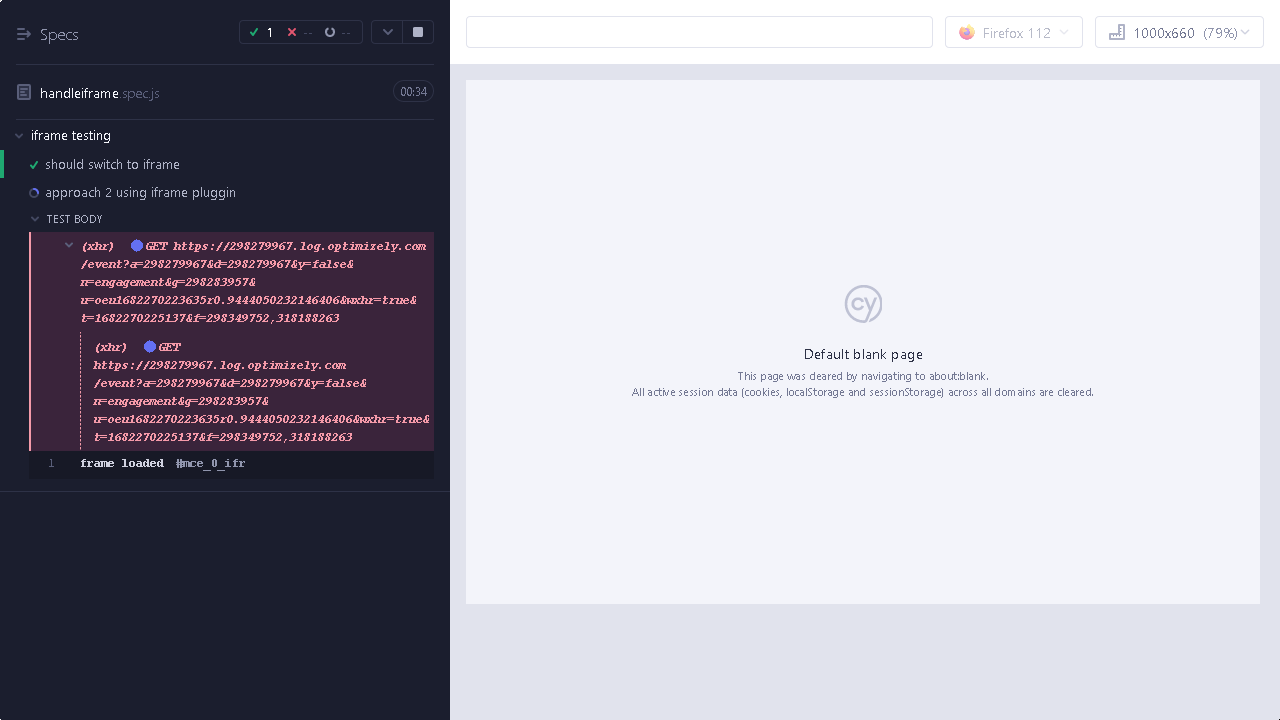 Specs
1
--
--
Firefox 112
1000x660 (79%)
handleiframe.spec.js
00:34
iframe testing
should switch to iframe
approach 2 using iframe pluggin
TEST BODY
(xhr) GET https://298279967.log.optimizely.com
/event?a=298279967&d=298279967&y=false&
n=engagement&g=298283957&
u=oeu1682270223635r0.9444050232146406&wxhr=true&
t=1682270225137&f=298349752,318188263
(xhr) GET
https://298279967.log.optimizely.com
/event?a=298279967&d=298279967&y=false&
n=engagement&g=298283957&
u=oeu1682270223635r0.9444050232146406&wxhr=true&
t=1682270225137&f=298349752,318188263
1 frame loaded #mce_0_ifr
cy
Default blank page
This page was cleared by navigating to about:blank.
All active session data (cookies, localStorage and sessionStorage) across all domains are cleared.